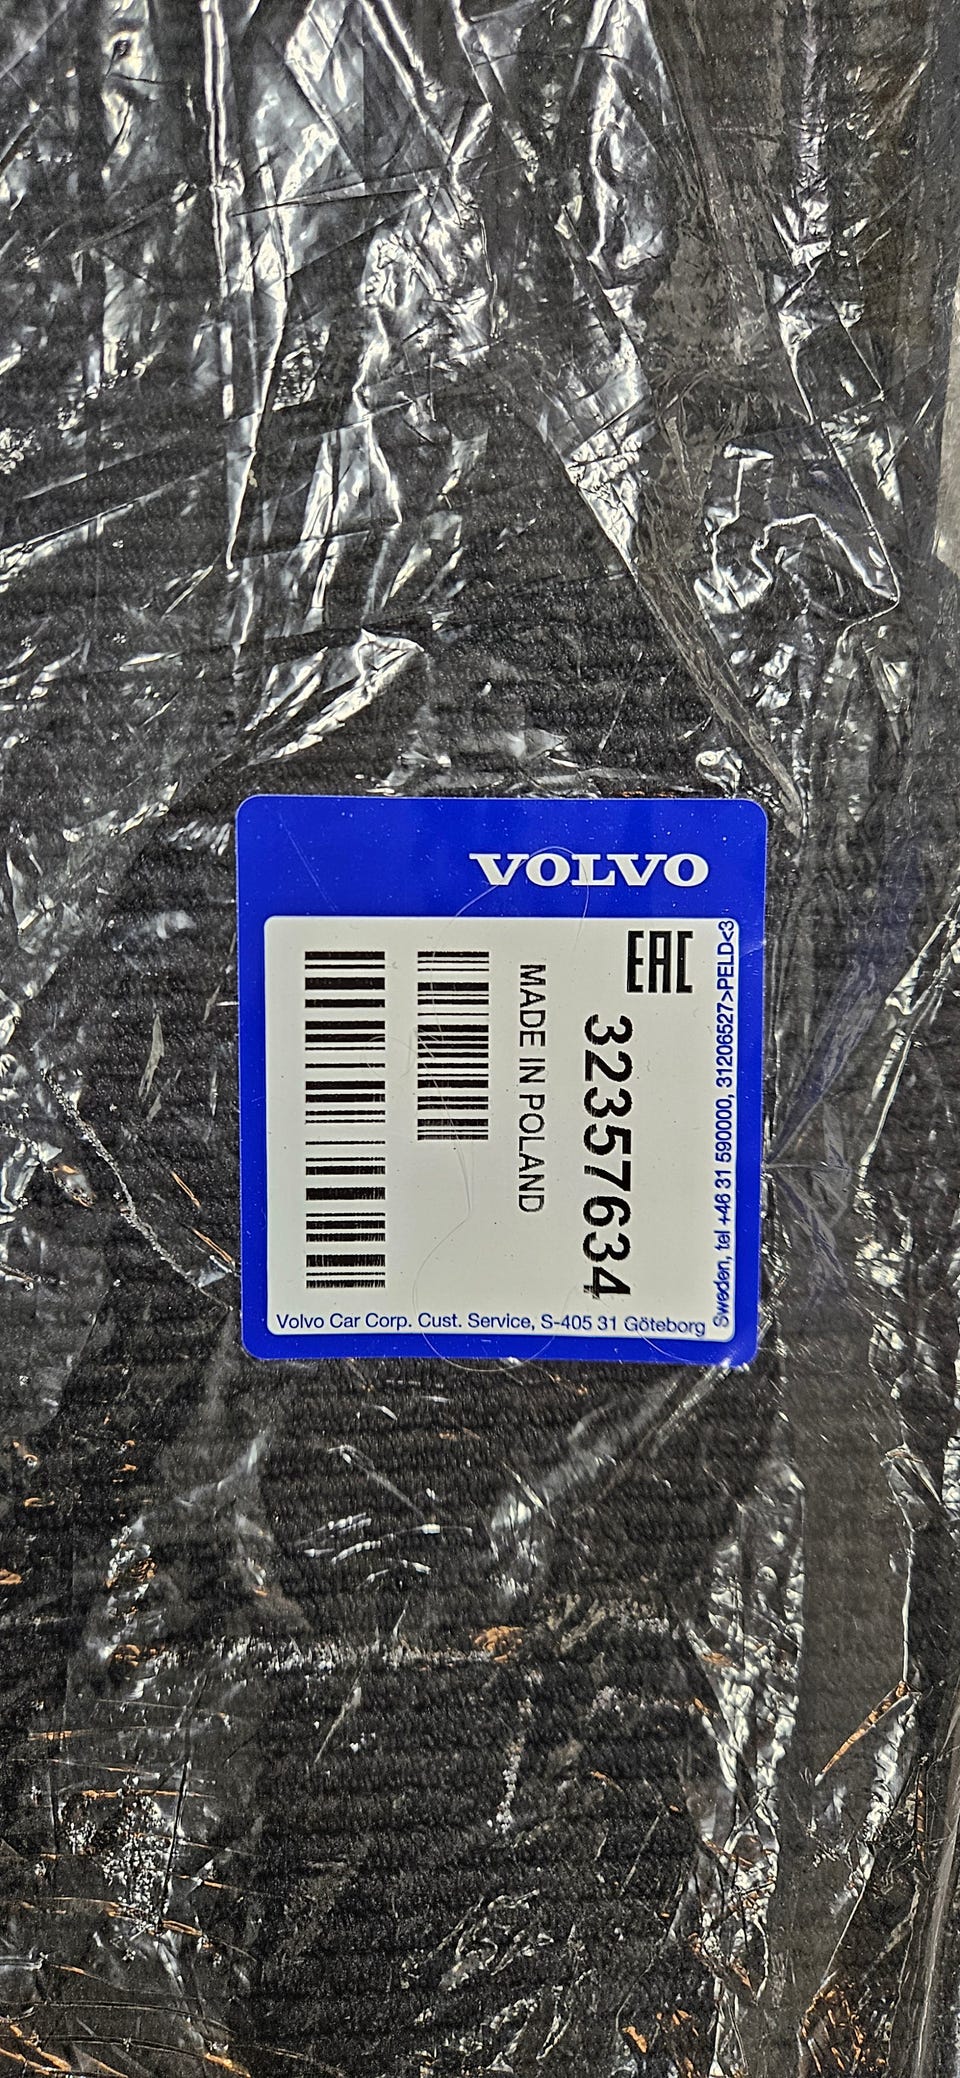 VOLVO
EAC
32357634
MADE IN POLAND
Volvo Car Corp. Cust. Service, S-405 31 Göteborg
Sweden, tel +46 31 590000, 31206527>PELD<3